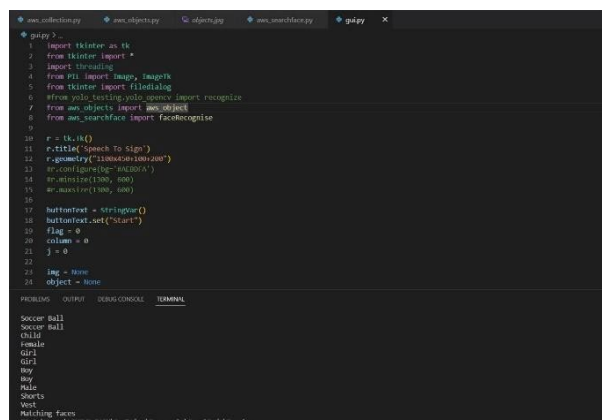 aws_collection.py aws_objects.py objects.jpg aws_searchface.py gui.py X
gui.py > ...
1 import tkinter as tk
2 from tkinter import *
3 import threading
4 from PIL import Image, ImageTk
5 from tkinter import filedialog
6 #from yolo_testing.yolo_opencv import recognize
7 from aws_objects import aws_object
8 from aws_searchface import faceRecognise
9
10 r = tk.Tk()
11 r.title('Speech To Sign')
12 r.geometry("1100x450+100+200")
13 #r.configure(bg='#AEBDFA')
14 #r.minsize(1300, 600)
15 #r.maxsize(1300, 600)
16
17 buttonText = StringVar()
18 buttonText.set("Start")
19 flag = 0
20 column = 0
21 j = 0
22
23 img = None
24 object = None
PROBLEMS OUTPUT DEBUG CONSOLE TERMINAL
Soccer Ball
Soccer Ball
Child
Female
Girl
Girl
Boy
Boy
Male
Shorts
Vest
Matching faces